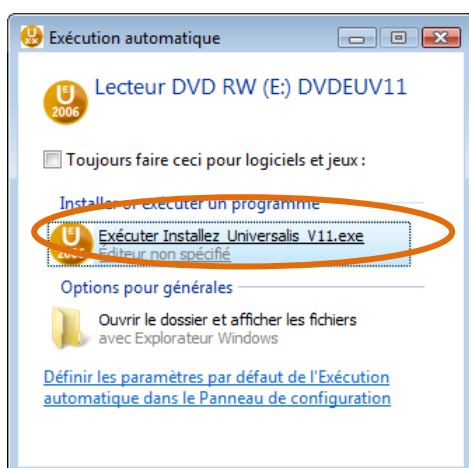 Exécution automatique
Lecteur DVD RW (E:) DVDEUV11
U
2006
Toujours faire ceci pour logiciels et jeux :
Installer or exécuter un programme
Exécuter Installez_Universalis_V11.exe
Éditeur non spécifié
2006
Options pour générales
Ouvrir le dossier et afficher les fichiers
avec Explorateur Windows
Définir les paramètres par défaut de l'Exécution
automatique dans le Panneau de configuration